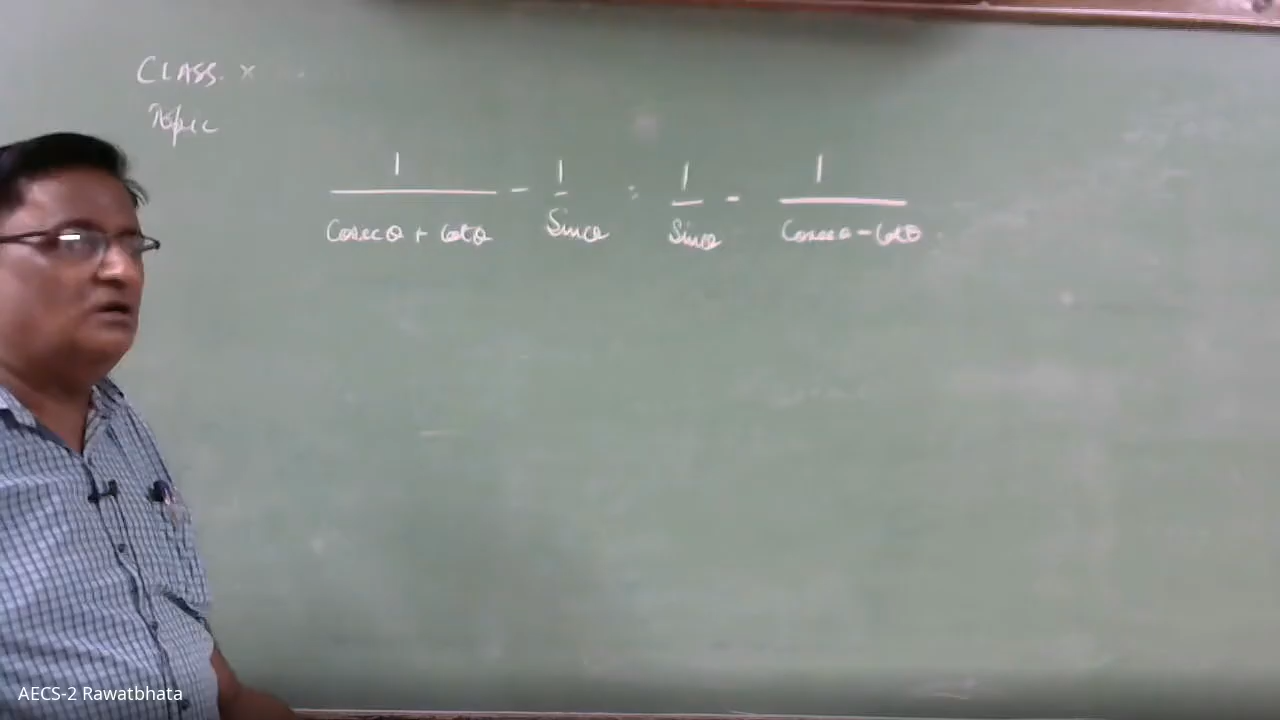 CLASS X
Topic
1/(Cosecθ + Cotθ) - 1/Sinθ = 1/Sinθ - 1/(Cosecθ - Cotθ)
AECS-2 Rawatbhata